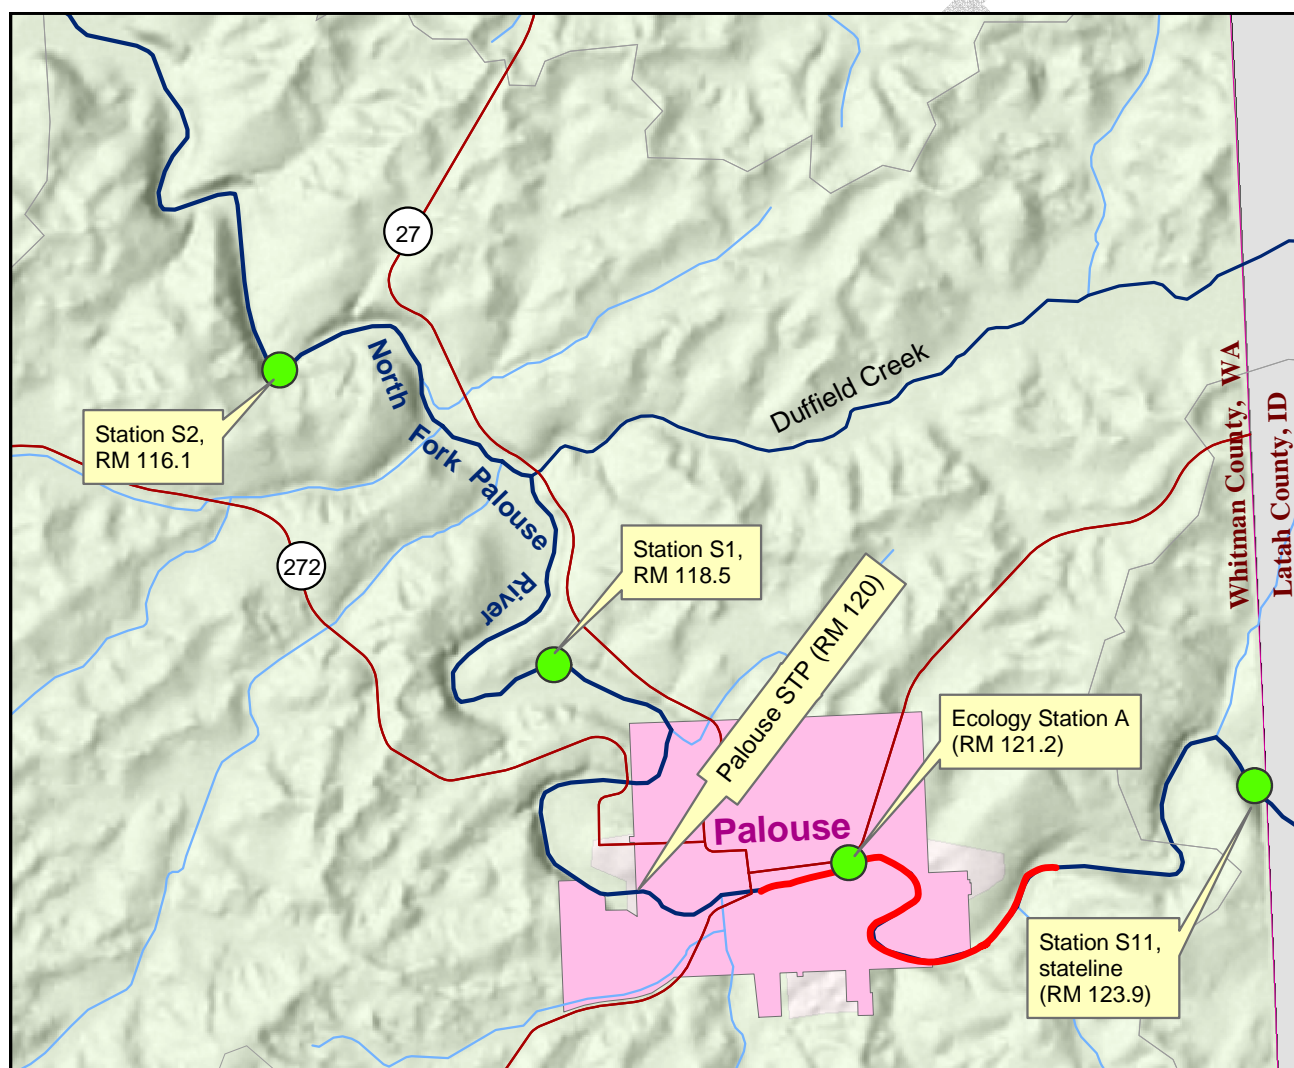 27
Duffield Creek
North
Fork Palouse
River
Whitman County, WA
Latah County, ID
Station S2,
RM 116.1
272
Station S1,
RM 118.5
Palouse STP (RM 120)
Ecology Station A
(RM 121.2)
Palouse
Station S11,
stateline
(RM 123.9)